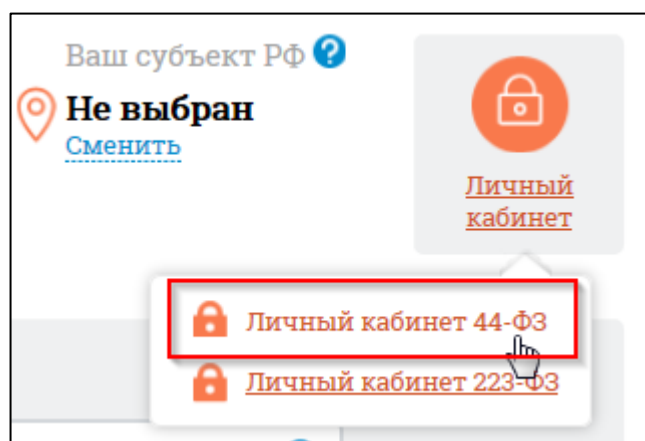 Ваш субъект РФ ?
Не выбран
Сменить
Личный
кабинет
Личный кабинет 44-ФЗ
Личный кабинет 223-ФЗ